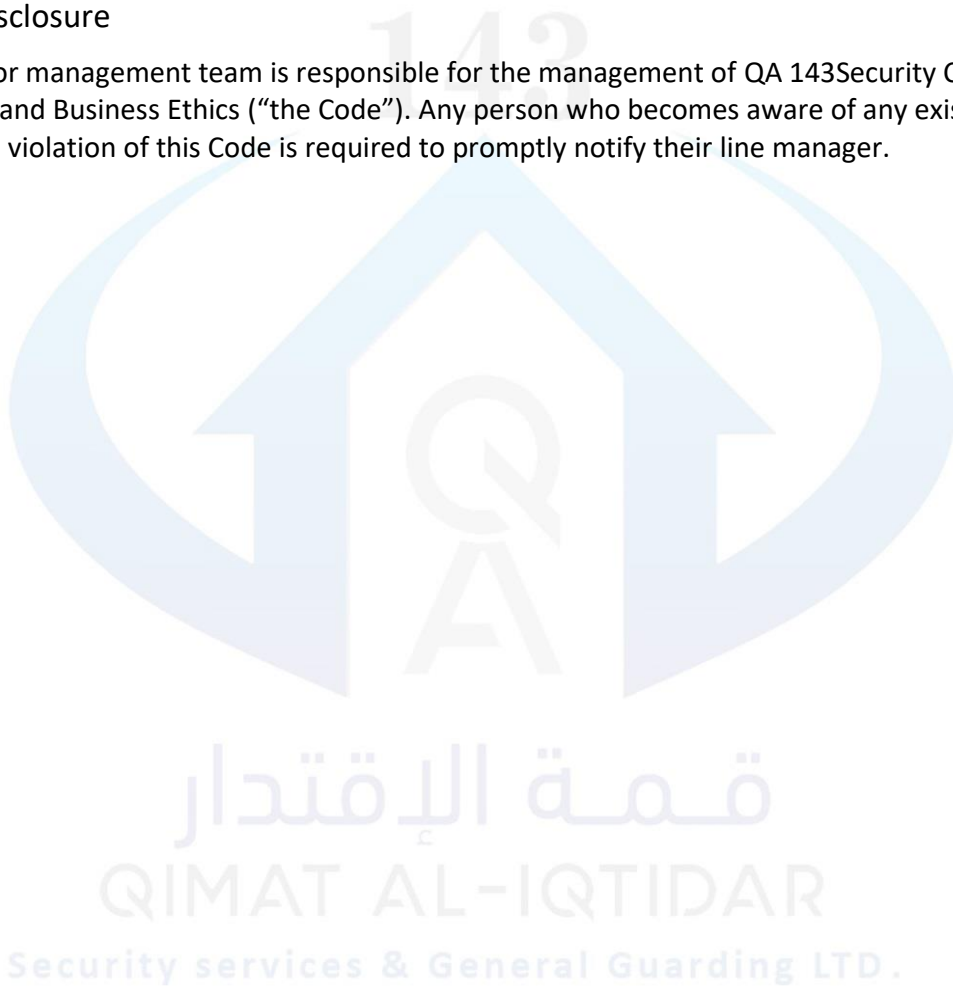 sclosure
143
or management team is responsible for the management of QA 143Security C
and Business Ethics (“the Code”). Any person who becomes aware of any exis
violation of this Code is required to promptly notify their line manager.
QA
قمة الإقتدار
QIMAT AL-IQTIDAR
Security services & General Guarding LTD.